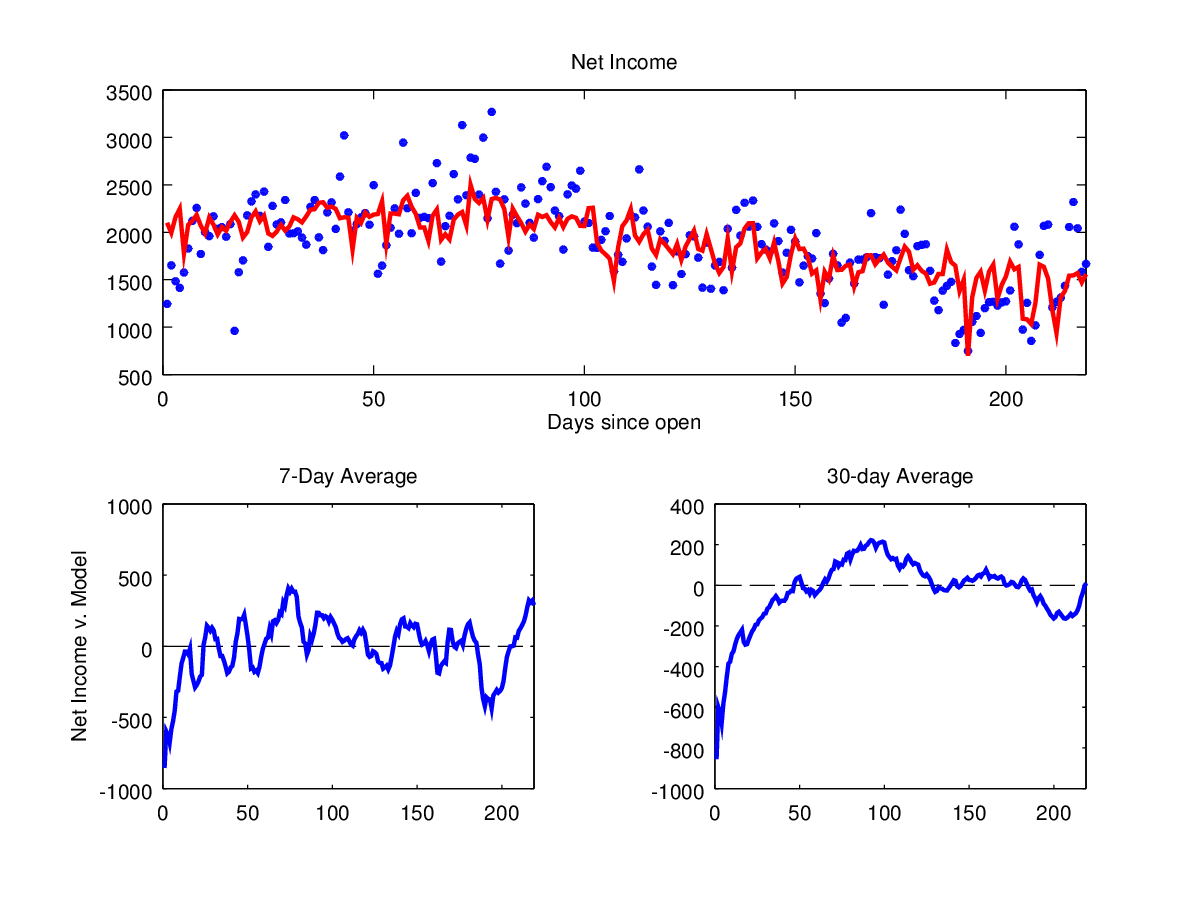 Net Income
3500
3000
2500
2000
1500
1000
500
0 50 100 150 200
Days since open
7-Day Average
1000
500
0
-500
-1000
0 50 100 150 200
Net Income v. Model
30-day Average
400
200
0
-200
-400
-600
-800
-1000
0 50 100 150 200